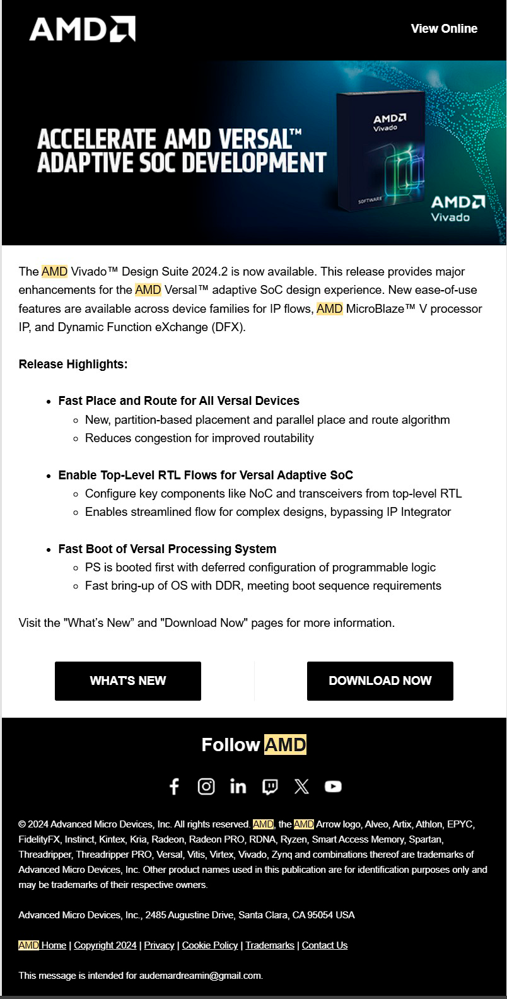 AMD
View Online
ACCELERATE AMD VERSAL™
ADAPTIVE SOC DEVELOPMENT
AMD
Vivado
SOFTWARE
AMD
Vivado
The AMD Vivado™ Design Suite 2024.2 is now available. This release provides major
enhancements for the AMD Versal™ adaptive SoC design experience. New ease-of-use
features are available across device families for IP flows, AMD MicroBlaze™ V processor
IP, and Dynamic Function eXchange (DFX).
Release Highlights:
• Fast Place and Route for All Versal Devices
◦ New, partition-based placement and parallel place and route algorithm
◦ Reduces congestion for improved routability
• Enable Top-Level RTL Flows for Versal Adaptive SoC
◦ Configure key components like NoC and transceivers from top-level RTL
◦ Enables streamlined flow for complex designs, bypassing IP Integrator
• Fast Boot of Versal Processing System
◦ PS is booted first with deferred configuration of programmable logic
◦ Fast bring-up of OS with DDR, meeting boot sequence requirements
Visit the "What’s New” and "Download Now" pages for more information.
WHAT'S NEW
DOWNLOAD NOW
Follow AMD
© 2024 Advanced Micro Devices, Inc. All rights reserved. AMD, the AMD Arrow logo, Alveo, Artix, Athlon, EPYC,
FidelityFX, Instinct, Kintex, Kria, Radeon, Radeon PRO, RDNA, Ryzen, Smart Access Memory, Spartan,
Threadripper, Threadripper PRO, Versal, Vitis, Virtex, Vivado, Zynq and combinations thereof are trademarks of
Advanced Micro Devices, Inc. Other product names used in this publication are for identification purposes only and
may be trademarks of their respective owners.
Advanced Micro Devices, Inc., 2485 Augustine Drive, Santa Clara, CA 95054 USA
AMD Home | Copyright 2024 | Privacy | Cookie Policy | Trademarks | Contact Us
This message is intended for audemardreamin@gmail.com.